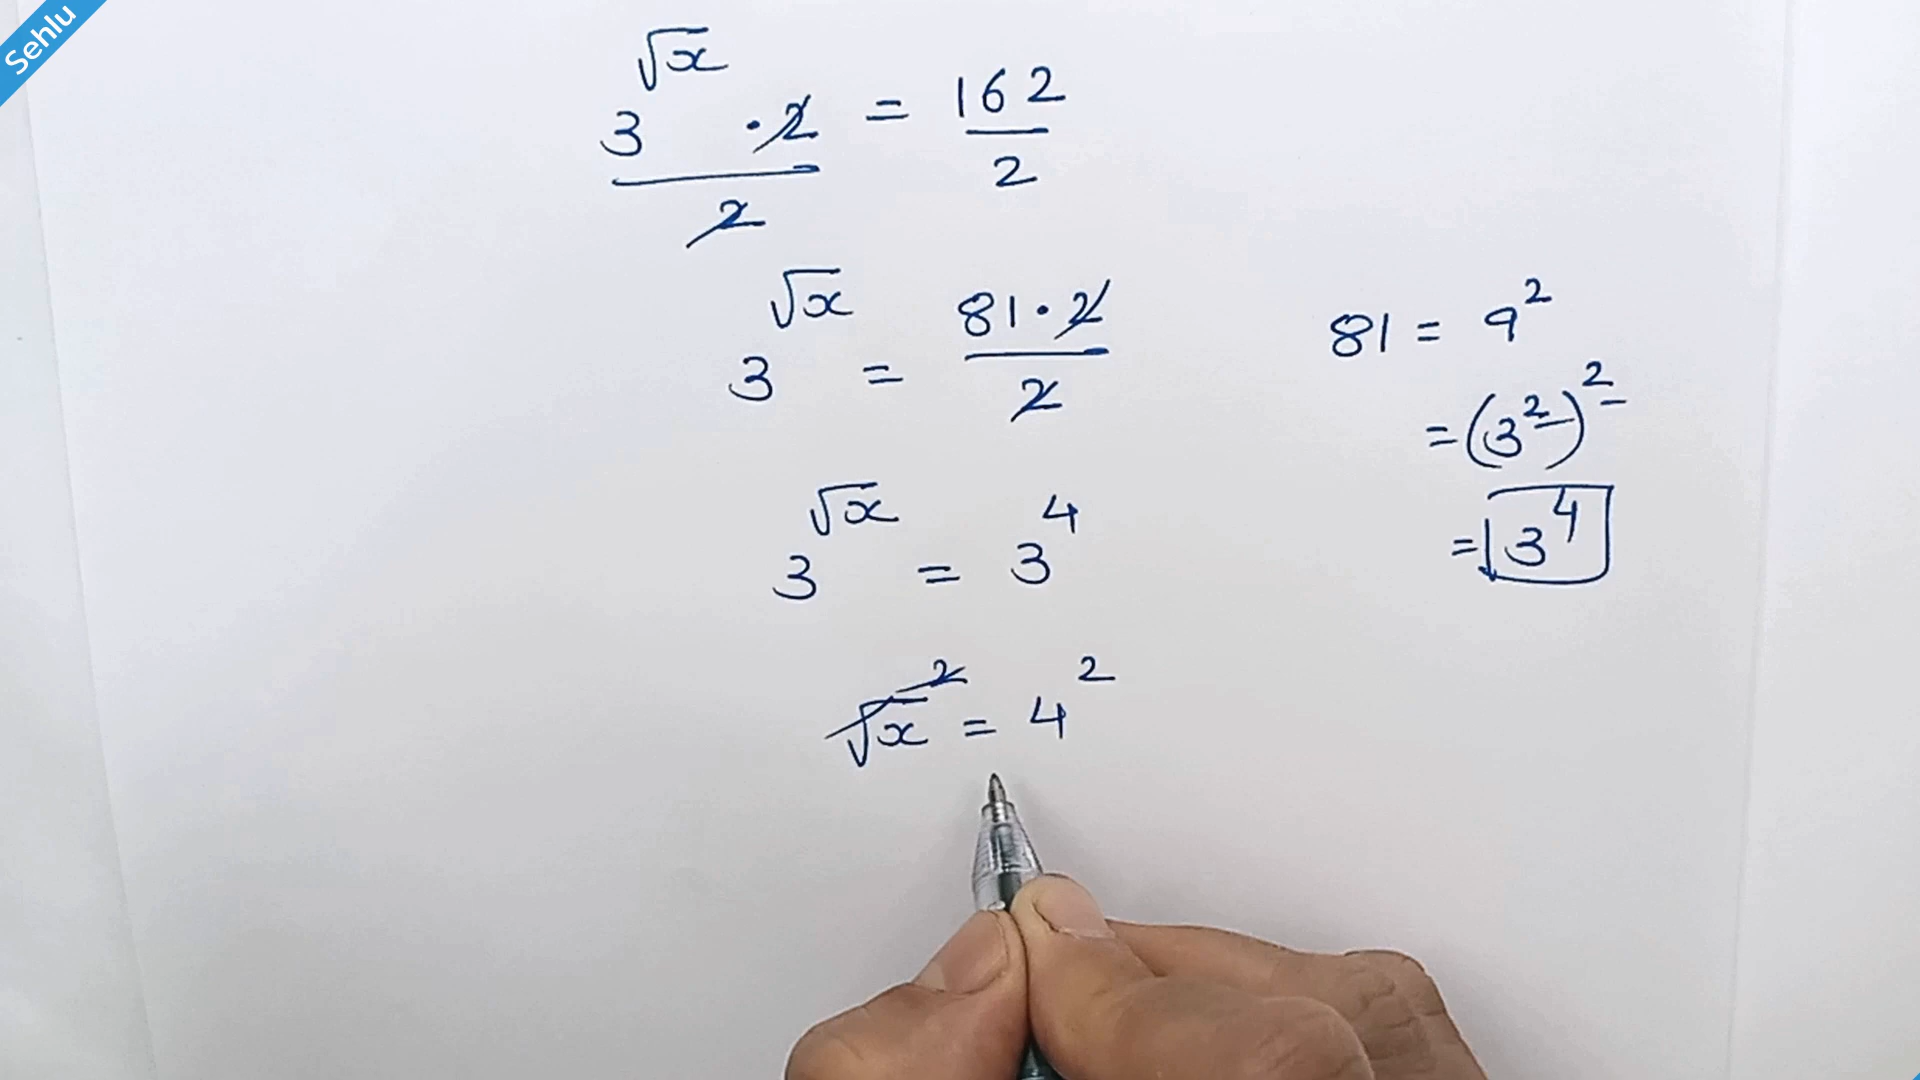 Sehlu
3^√x · 2 / 2 = 162 / 2
3^√x = 81 · 2 / 2
3^√x = 3^4
√x^2 = 4^2
81 = 9^2
= (3^2)^2
= 3^4